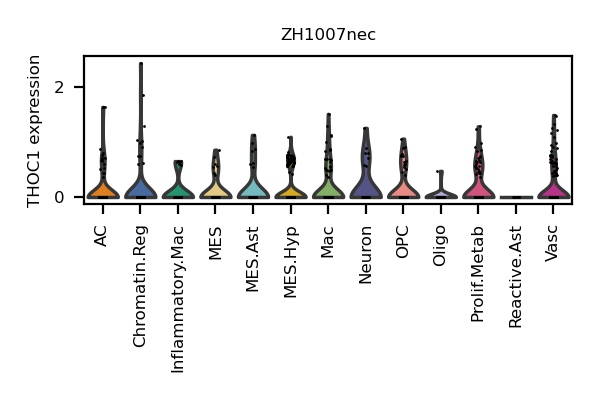 ZH1007nec
THOC1 expression
2
0
AC
Chromatin.Reg
Inflammatory.Mac
MES
MES.Ast
MES.Hyp
Mac
Neuron
OPC
Oligo
Prolif.Metab
Reactive.Ast
Vasc